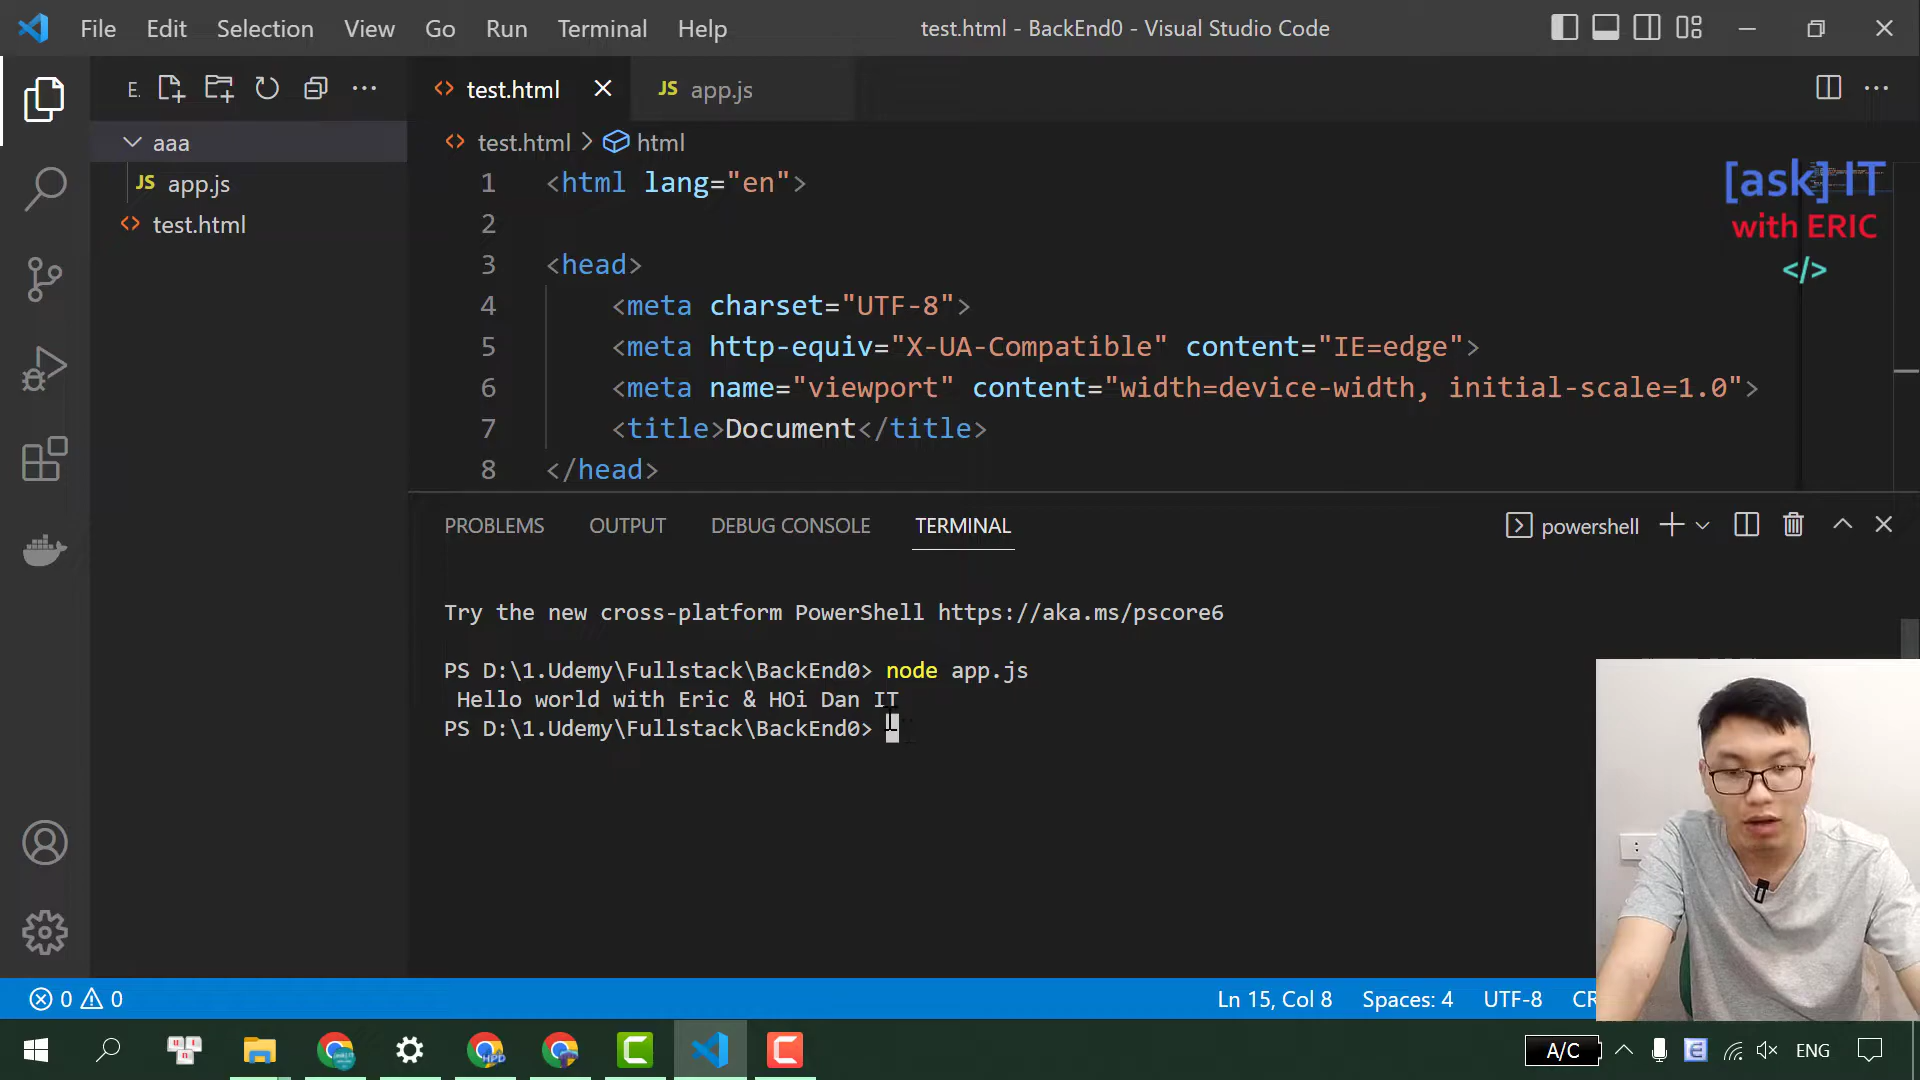 File Edit Selection View Go Run Terminal Help
test.html - BackEnd0 - Visual Studio Code
E.
test.html
JS app.js
aaa
JS app.js
test.html
test.html > html
1 <html lang="en">
2
3 <head>
4 <meta charset="UTF-8">
5 <meta http-equiv="X-UA-Compatible" content="IE=edge">
6 <meta name="viewport" content="width=device-width, initial-scale=1.0">
7 <title>Document</title>
8 </head>
[ask] IT
with ERIC
</>
PROBLEMS OUTPUT DEBUG CONSOLE TERMINAL
powershell
Try the new cross-platform PowerShell https://aka.ms/pscore6
PS D:\1.Udemy\Fullstack\BackEnd0> node app.js
Hello world with Eric & HOi Dan IT
PS D:\1.Udemy\Fullstack\BackEnd0>
0 0
Ln 15, Col 8 Spaces: 4 UTF-8 CR
HPD
A/C
ENG